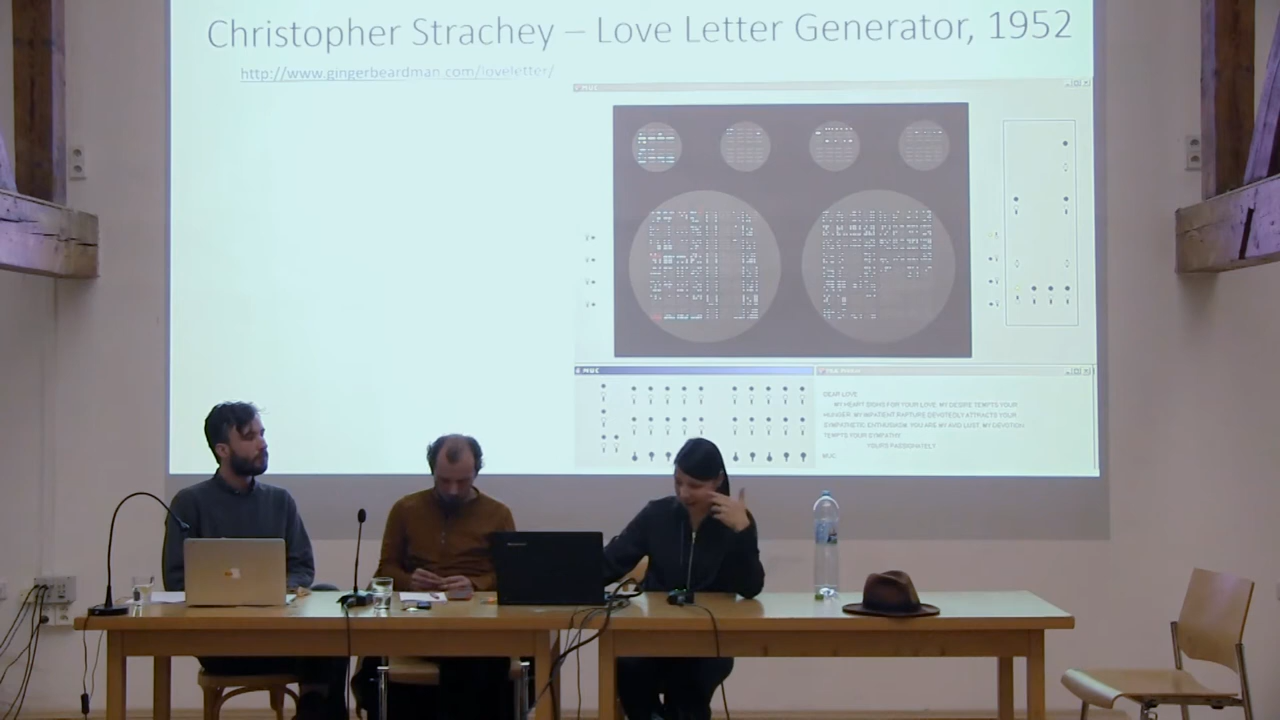 Christopher Strachey – Love Letter Generator, 1952
http://www.gingerbeardman.com/loveletter/
DEAR LOVE
MY HEART SIGHS FOR YOUR LOVE. MY DESIRE TEMPTS YOUR
HUNGER. MY IMPATIENT RAPTURE DEVOTEDLY ATTRACTS YOUR
SYMPATHETIC ENTHUSIASM. YOU ARE MY AVID LUST. MY DEVOTION
TEMPTS YOUR SYMPATHY.
YOURS PASSIONATELY
MUC.